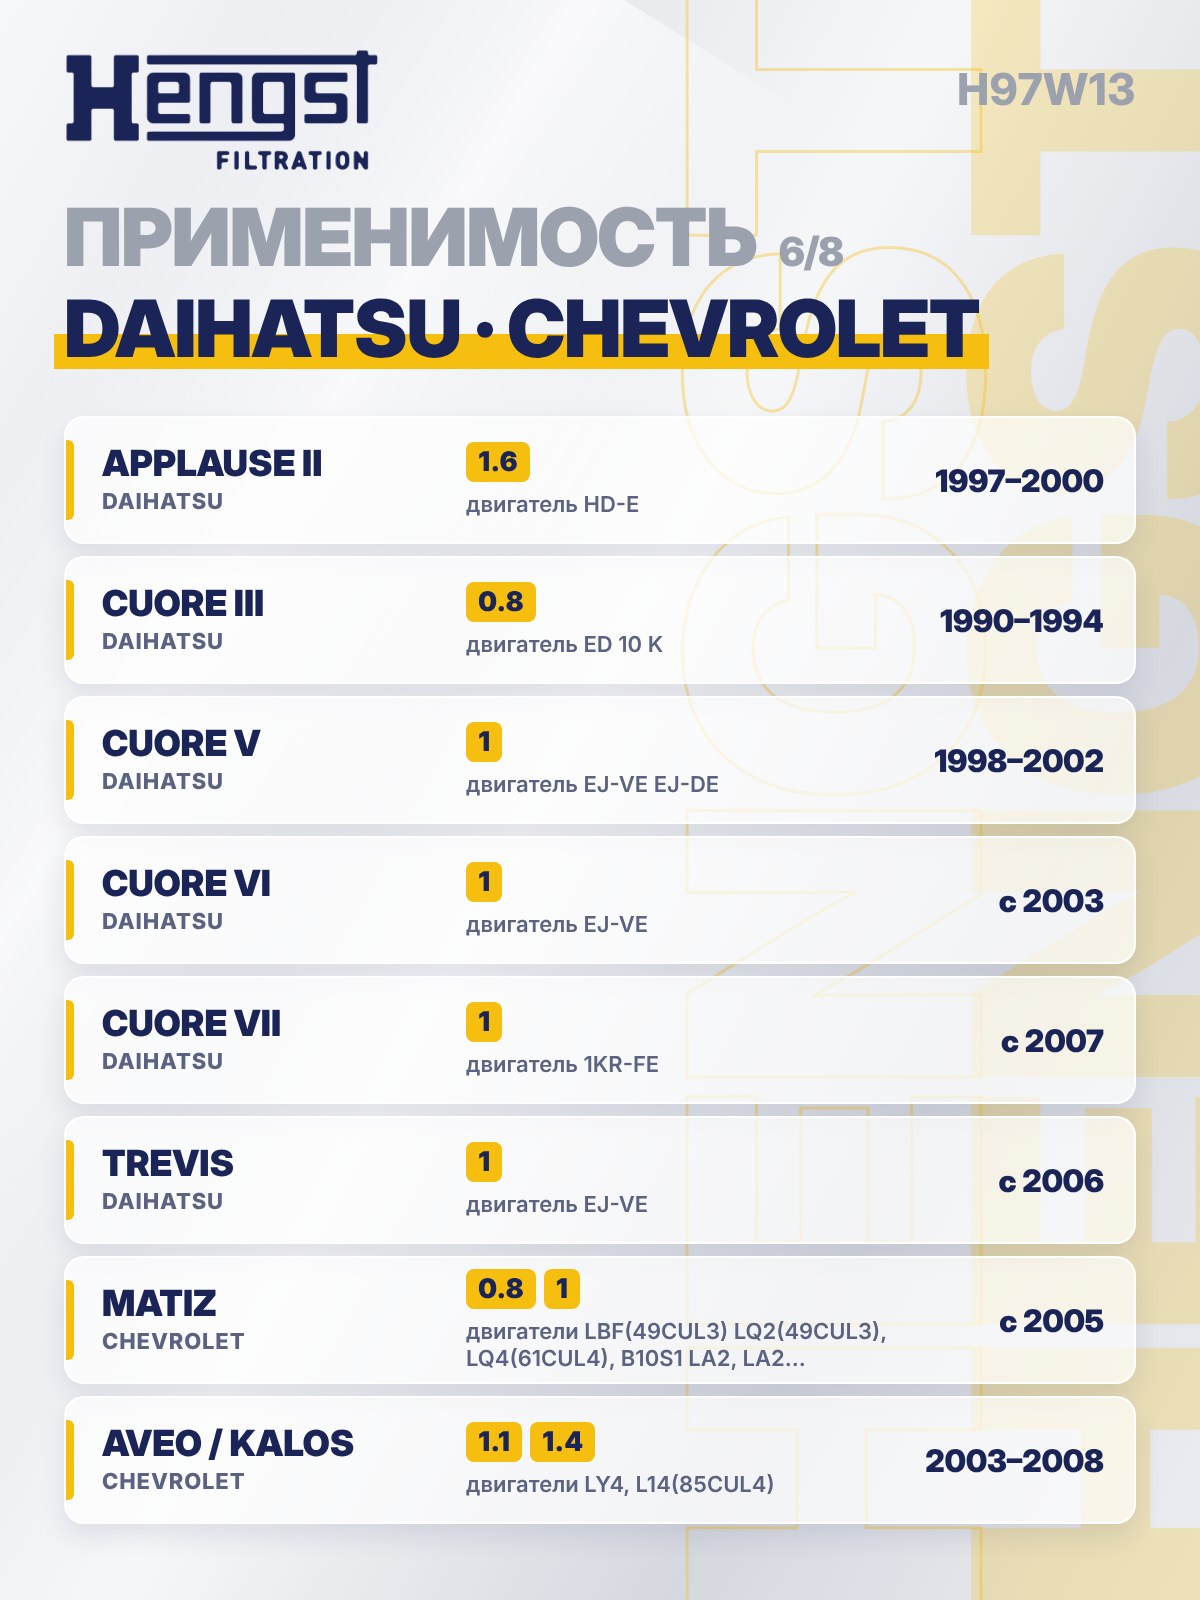 Hengst
FILTRATION
H97W13
ПРИМЕНИМОСТЬ 6/8
DAIHATSU · CHEVROLET
APPLAUSE II
DAIHATSU
1.6
двигатель HD-E
1997–2000
CUORE III
DAIHATSU
0.8
двигатель ED 10 K
1990–1994
CUORE V
DAIHATSU
1
двигатель EJ-VE EJ-DE
1998–2002
CUORE VI
DAIHATSU
1
двигатель EJ-VE
с 2003
CUORE VII
DAIHATSU
1
двигатель 1KR-FE
с 2007
TREVIS
DAIHATSU
1
двигатель EJ-VE
с 2006
MATIZ
CHEVROLET
0.8 1
двигатели LBF(49CUL3) LQ2(49CUL3),
LQ4(61CUL4), B10S1 LA2, LA2...
с 2005
AVEO / KALOS
CHEVROLET
1.1 1.4
двигатели LY4, L14(85CUL4)
2003–2008
HENGST
HENGST